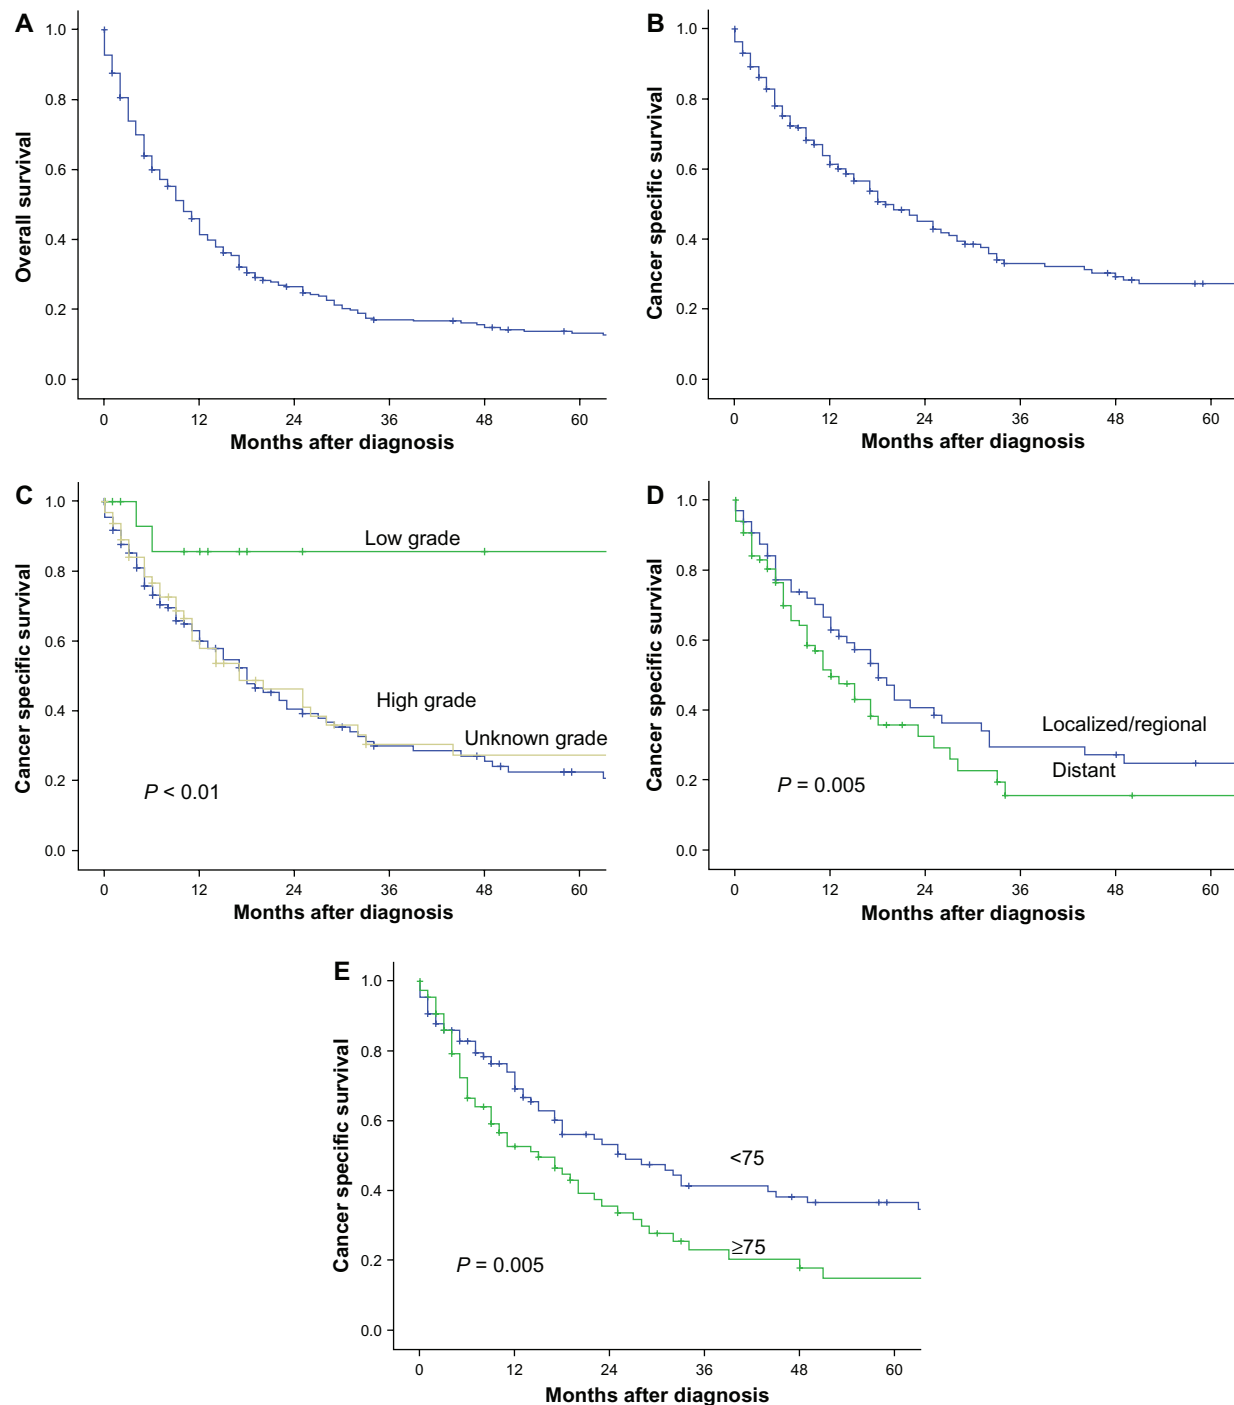 A
Overall survival
1.0
0.8
0.6
0.4
0.2
0.0
0 12 24 36 48 60
Months after diagnosis
B
Cancer specific survival
1.0
0.8
0.6
0.4
0.2
0.0
0 12 24 36 48 60
Months after diagnosis
C
Cancer specific survival
1.0
0.8
0.6
0.4
0.2
0.0
Low grade
High grade
Unknown grade
P < 0.01
0 12 24 36 48 60
Months after diagnosis
D
Cancer specific survival
1.0
0.8
0.6
0.4
0.2
0.0
Localized/regional
Distant
P = 0.005
0 12 24 36 48 60
Months after diagnosis
E
Cancer specific survival
1.0
0.8
0.6
0.4
0.2
0.0
<75
≥75
P = 0.005
0 12 24 36 48 60
Months after diagnosis